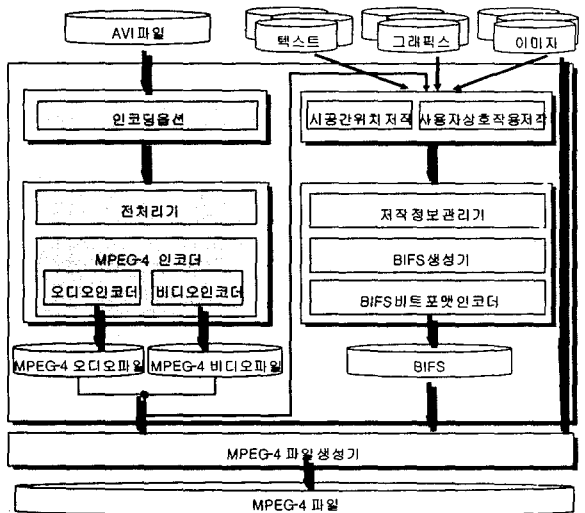 AVI파일
텍스트
그래픽스
이미자
인코딩옵션
시공간위치저작
사용자상호작용저작
전처리기
MPEG-4 인코더
오디오인코더
비디오인코더
저작정보관리기
BIFS생성기
BIFS비트포맷인코더
MPEG-4 오디오파일
MPEG-4 비디오파일
BIFS
MPEG-4 파일생성기
MPEG-4 파일